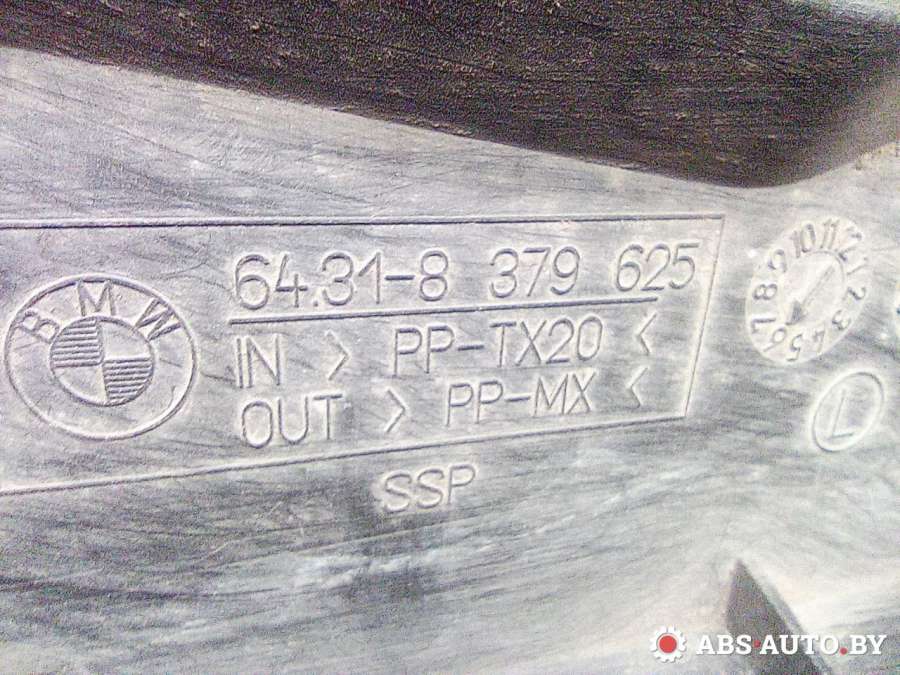 BMW
64.31-8 379 625
IN > PP-TX20 <
OUT > PP-MX <
SSP
1 2 3 4 5 6 7 8 9 10 11 12
L
ABS-AUTO.BY